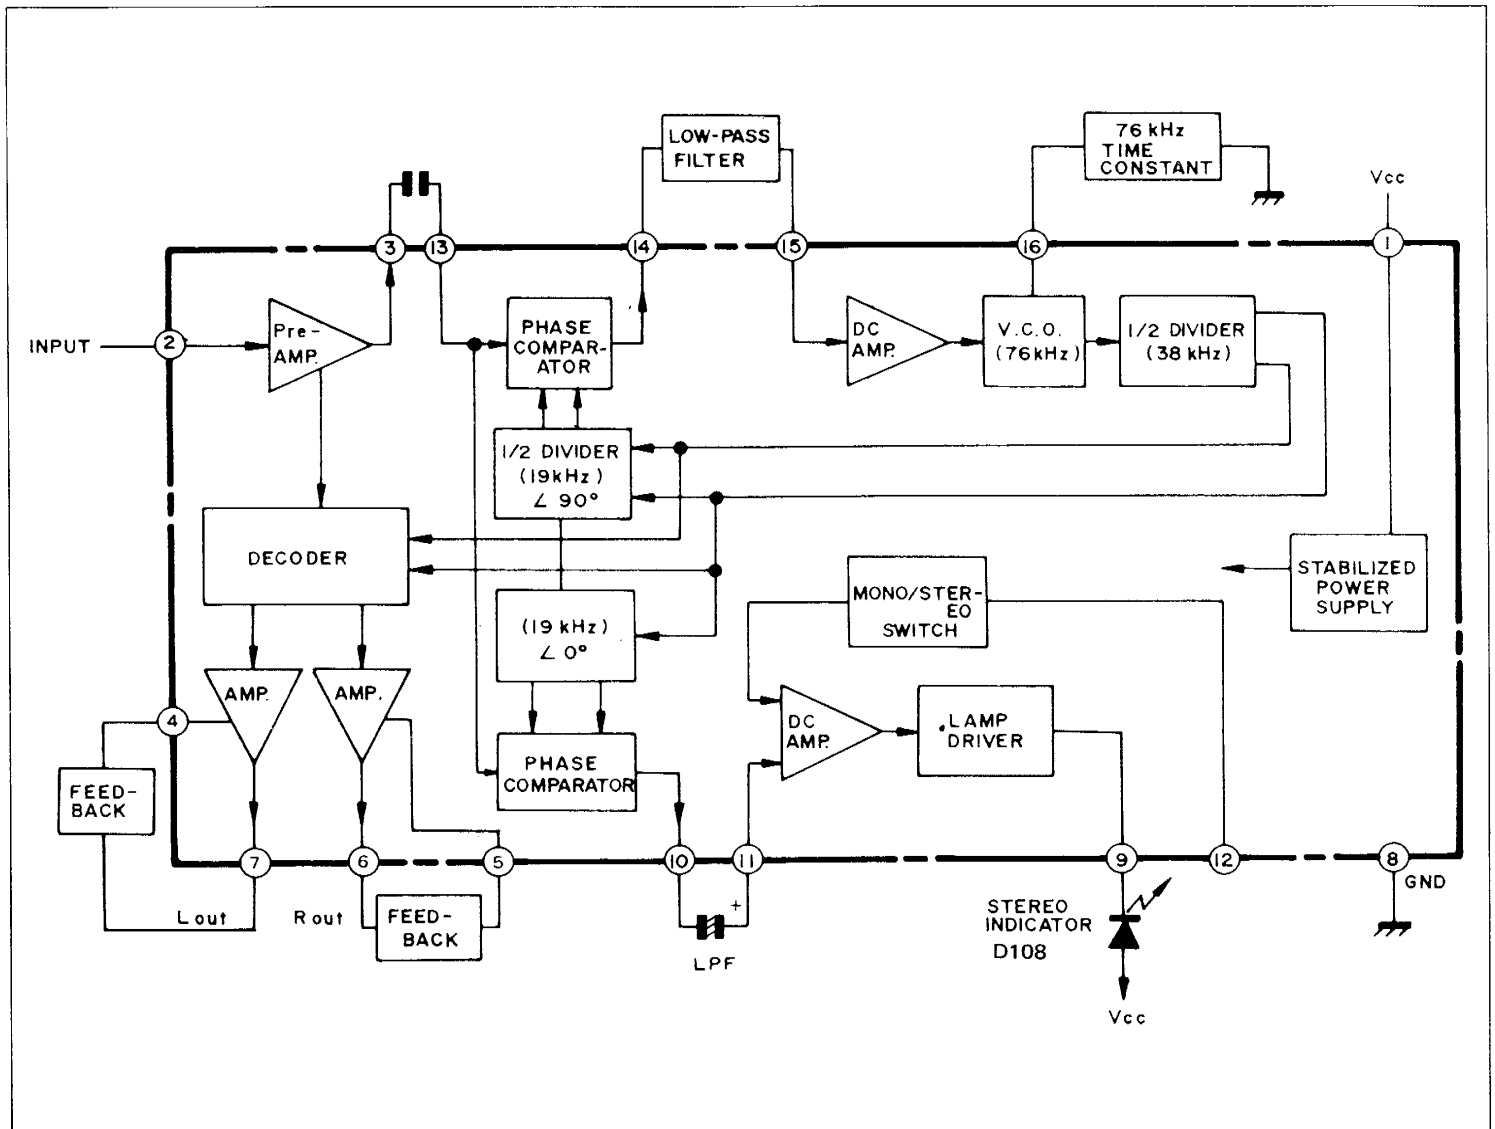 LOW-PASS
FILTER
76 kHz
TIME
CONSTANT
Vcc
3
13
14
15
16
1
INPUT
2
Pre-
AMP.
PHASE
COMPAR-
ATOR
DC
AMP.
V.C.O.
(76kHz)
1/2 DIVIDER
(38 kHz)
1/2 DIVIDER
(19kHz)
∠ 90°
DECODER
(19 kHz)
∠ 0°
MONO/STER-
EO
SWITCH
STABILIZED
POWER
SUPPLY
AMP.
AMP.
4
DC
AMP.
LAMP
DRIVER
PHASE
COMPARATOR
FEED-
BACK
7
6
5
10
11
9
12
8
GND
L out
R out
FEED-
BACK
+
LPF
STEREO
INDICATOR
D108
Vcc